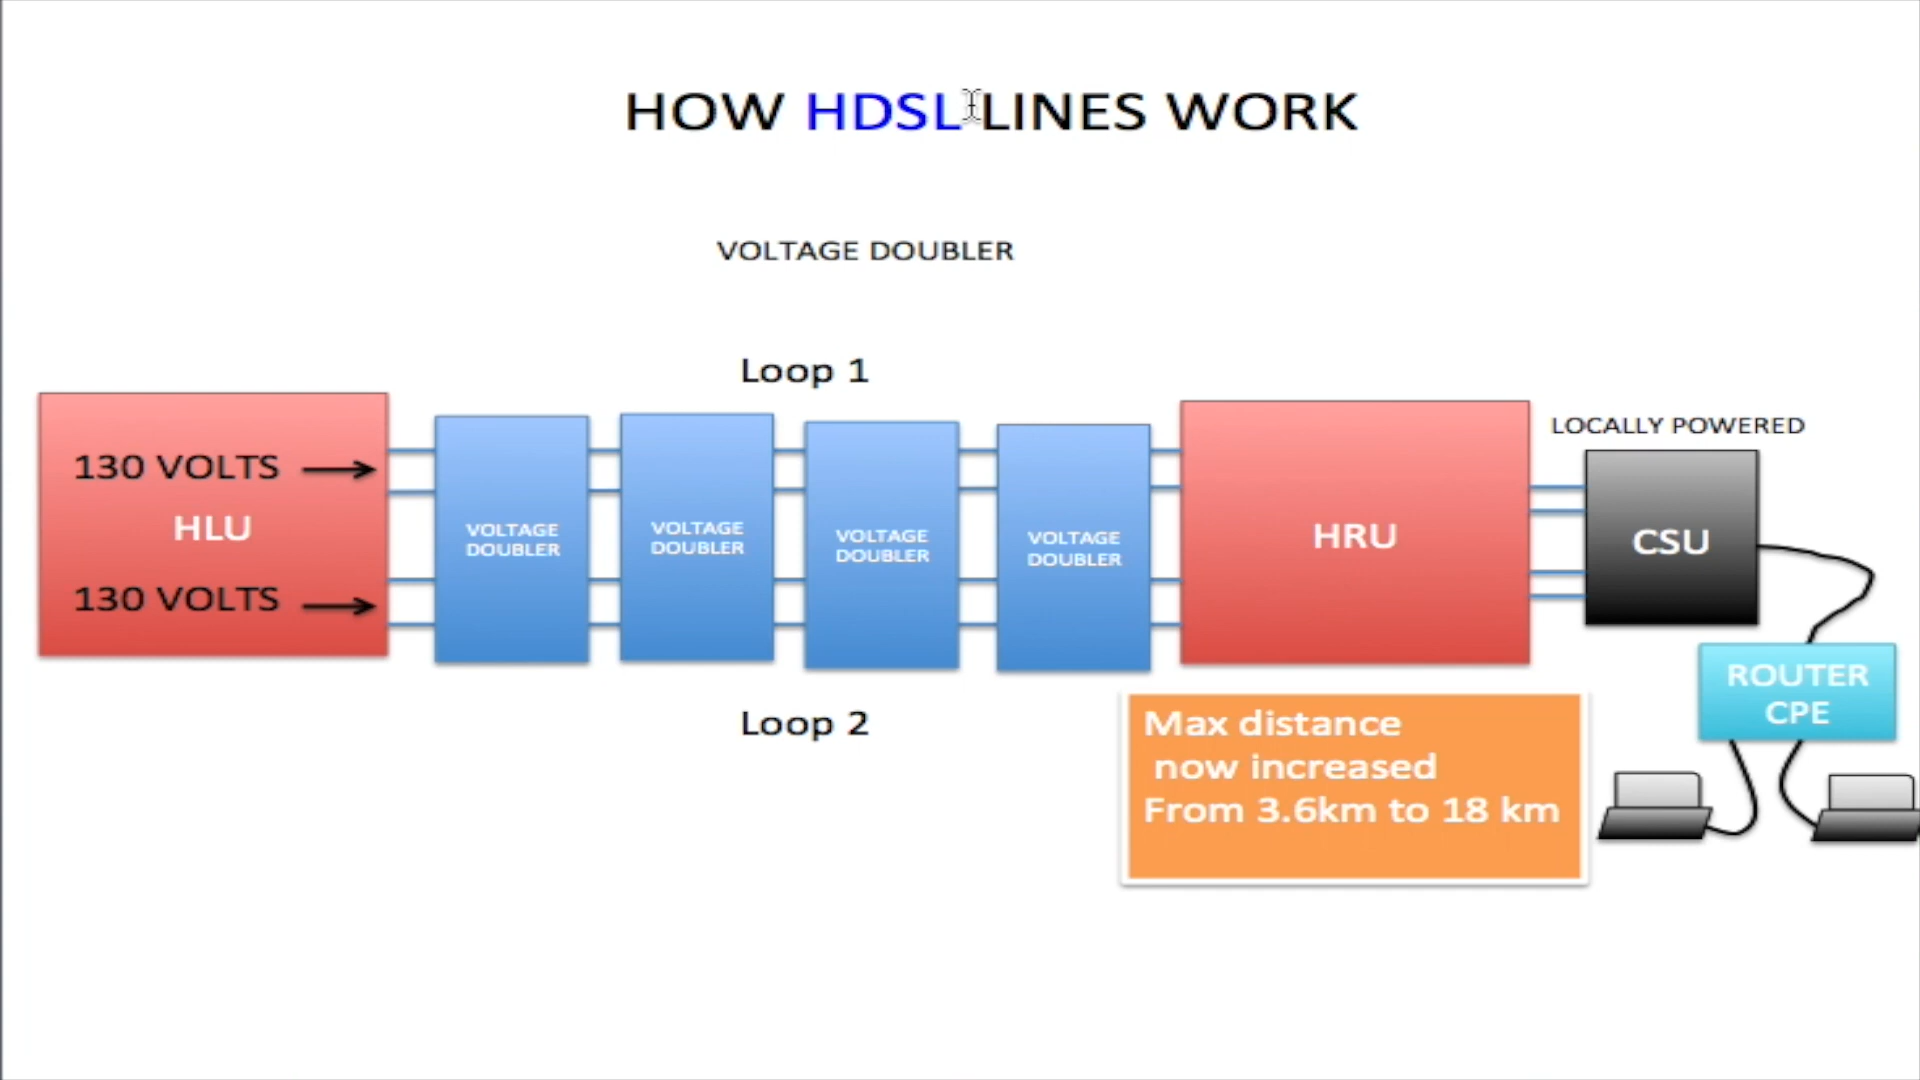 HOW HDSL LINES WORK
VOLTAGE DOUBLER
Loop 1
130 VOLTS
HLU
130 VOLTS
VOLTAGE
DOUBLER
VOLTAGE
DOUBLER
VOLTAGE
DOUBLER
VOLTAGE
DOUBLER
HRU
LOCALLY POWERED
CSU
ROUTER
CPE
Loop 2
Max distance
now increased
From 3.6km to 18 km